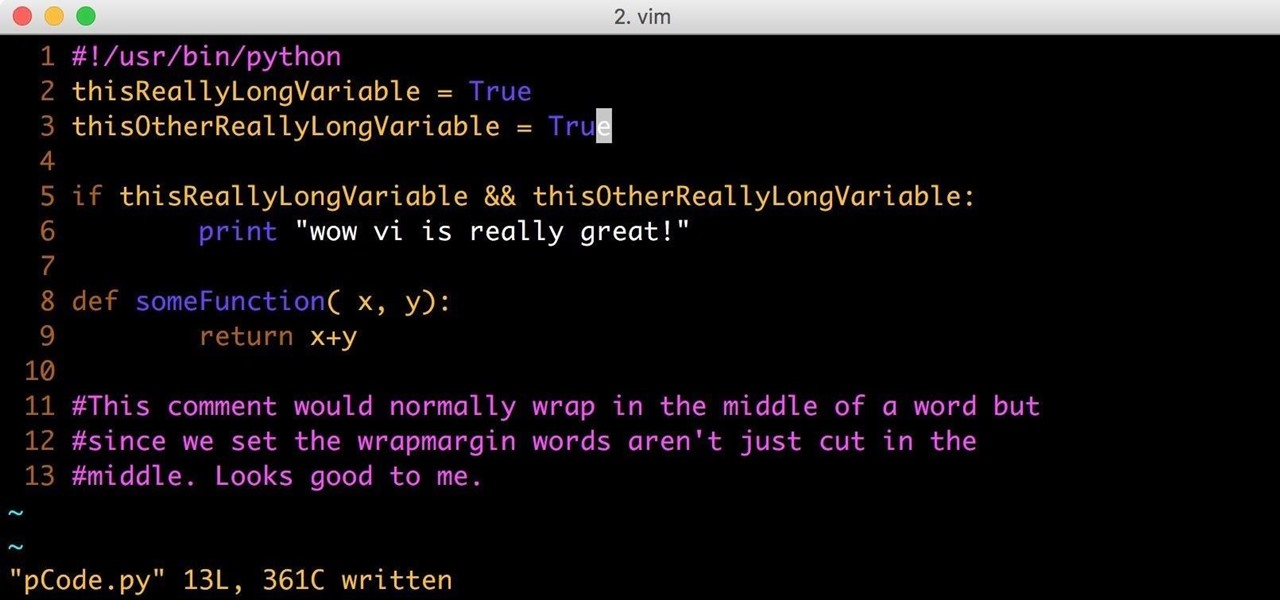 2. vim
1 #!/usr/bin/python
2 thisReallyLongVariable = True
3 thisOtherReallyLongVariable = True
4
5 if thisReallyLongVariable && thisOtherReallyLongVariable:
6         print "wow vi is really great!"
7
8 def someFunction( x, y):
9         return x+y
10
11 #This comment would normally wrap in the middle of a word but
12 #since we set the wrapmargin words aren't just cut in the
13 #middle. Looks good to me.
~
~
"pCode.py" 13L, 361C written